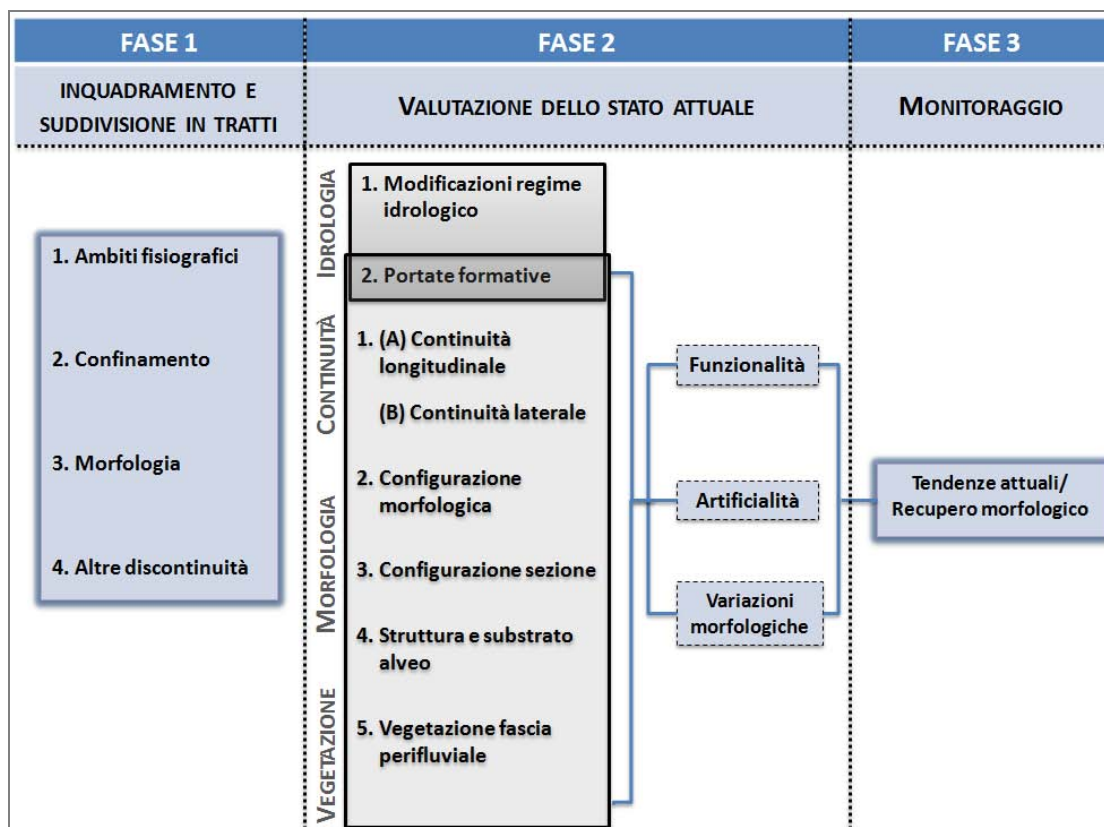 FASE 1
FASE 2
FASE 3
INQUADRAMENTO E
SUDDIVISIONE IN TRATTI
VALUTAZIONE DELLO STATO ATTUALE
MONITORAGGIO
1. Ambiti fisiografici
2. Confinamento
3. Morfologia
4. Altre discontinuità
IDROLOGIA
CONTINUITÀ
MORFOLOGIA
VEGETAZIONE
1. Modificazioni regime
idrologico
2. Portate formative
1. (A) Continuità
longitudinale
(B) Continuità laterale
2. Configurazione
morfologica
3. Configurazione sezione
4. Struttura e substrato
alveo
5. Vegetazione fascia
perifluviale
Funzionalità
Artificialità
Variazioni
morfologiche
Tendenze attuali/
Recupero morfologico